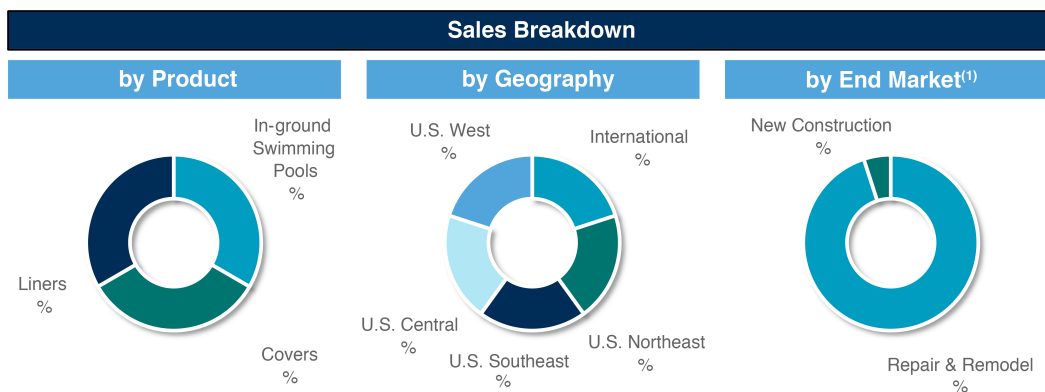 Sales Breakdown
by Product
In-ground
Swimming
Pools
%
Liners
%
Covers
%
by Geography
U.S. West
%
International
%
U.S. Central
%
U.S. Southeast
%
U.S. Northeast
%
by End Market(1)
New Construction
%
Repair & Remodel
%